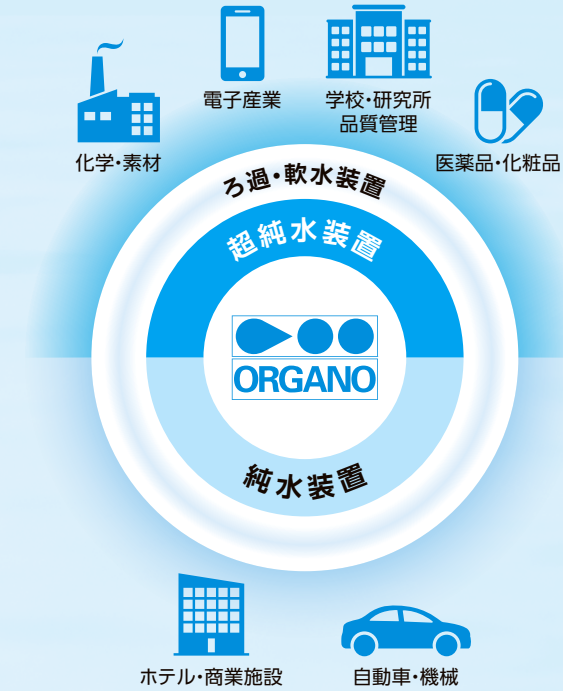 電子産業
学校・研究所
品質管理
化学・素材
医薬品・化粧品
ろ過・軟水装置
超純水装置
ORGANO
純水装置
ホテル・商業施設
自動車・機械